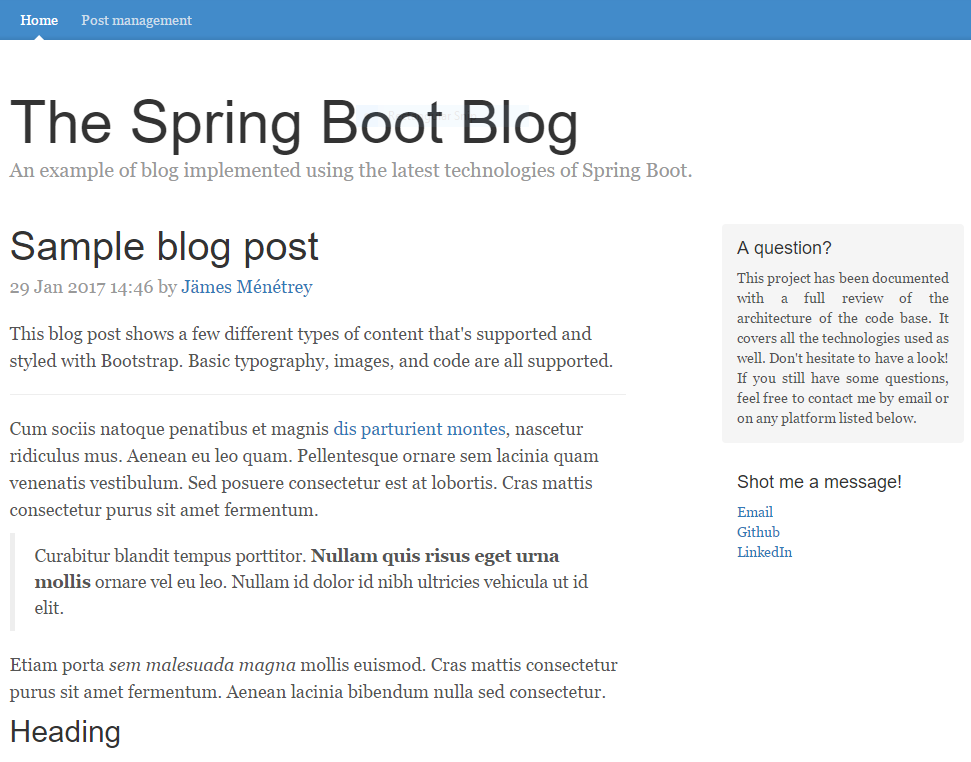 Home Post management
The Spring Boot Blog
An example of blog implemented using the latest technologies of Spring Boot.
Sample blog post
29 Jan 2017 14:46 by Jämes Ménétrey
This blog post shows a few different types of content that's supported and
styled with Bootstrap. Basic typography, images, and code are all supported.
Cum sociis natoque penatibus et magnis dis parturient montes, nascetur
ridiculus mus. Aenean eu leo quam. Pellentesque ornare sem lacinia quam
venenatis vestibulum. Sed posuere consectetur est at lobortis. Cras mattis
consectetur purus sit amet fermentum.
Curabitur blandit tempus porttitor. Nullam quis risus eget urna
mollis ornare vel eu leo. Nullam id dolor id nibh ultricies vehicula ut id
elit.
Etiam porta sem malesuada magna mollis euismod. Cras mattis consectetur
purus sit amet fermentum. Aenean lacinia bibendum nulla sed consectetur.
Heading
A question?
This project has been documented
with a full review of the
architecture of the code base. It
covers all the technologies used as
well. Don't hesitate to have a look!
If you still have some questions,
feel free to contact me by email or
on any platform listed below.
Shot me a message!
Email
Github
LinkedIn